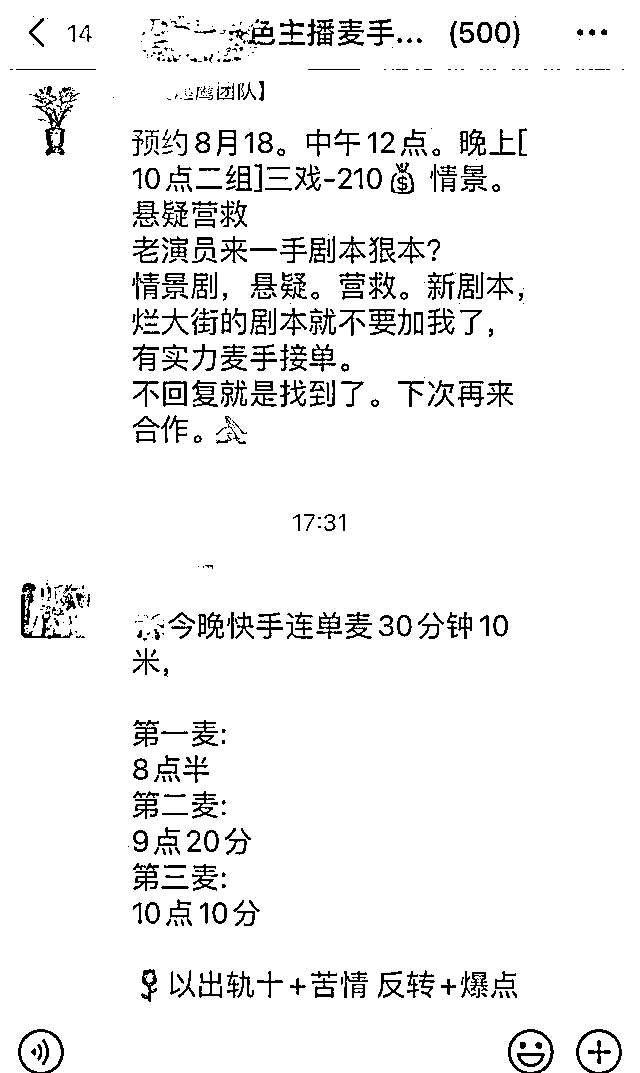 14
色主播麦手... (500)
团队】
预约8月18。中午12点。晚上[
10点二组]三戏-210💰 情景。
悬疑营救
老演员来一手剧本狠本?
情景剧，悬疑。营救。新剧本，
烂大街的剧本就不要加我了，
有实力麦手接单。
不回复就是找到了。下次再来
合作。🙏
17:31
今晚快手连单麦30分钟10
米，
第一麦:
8点半
第二麦:
9点20分
第三麦:
10点10分
🌹以出轨十+苦情 反转+爆点